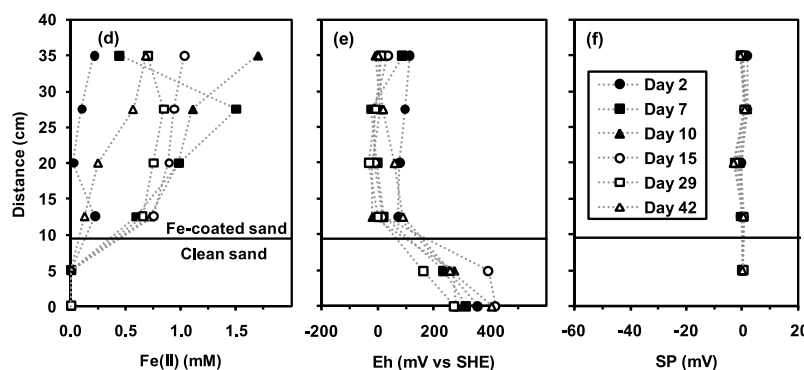 (d)
(e)
(f)
40
35
30
25
20
15
10
5
0
Distance (cm)
Fe-coated sand
Clean sand
Day 2
Day 7
Day 10
Day 15
Day 29
Day 42
0.0 0.5 1.0 1.5
-200 0 200 400
-60 -40 -20 0 20
Fe(II) (mM)
Eh (mV vs SHE)
SP (mV)